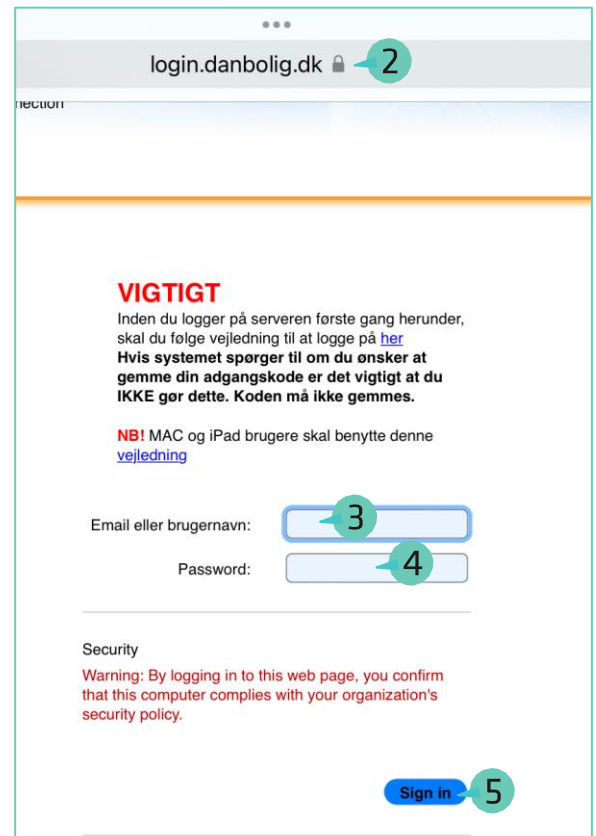 login.danbolig.dk
2
nection
VIGTIGT
Inden du logger på serveren første gang herunder,
skal du følge vejledning til at logge på her
Hvis systemet spørger til om du ønsker at
gemme din adgangskode er det vigtigt at du
IKKE gør dette. Koden må ikke gemmes.
NB! MAC og iPad brugere skal benytte denne
vejledning
Email eller brugernavn:
3
Password:
4
Security
Warning: By logging in to this web page, you confirm
that this computer complies with your organization's
security policy.
Sign in
5